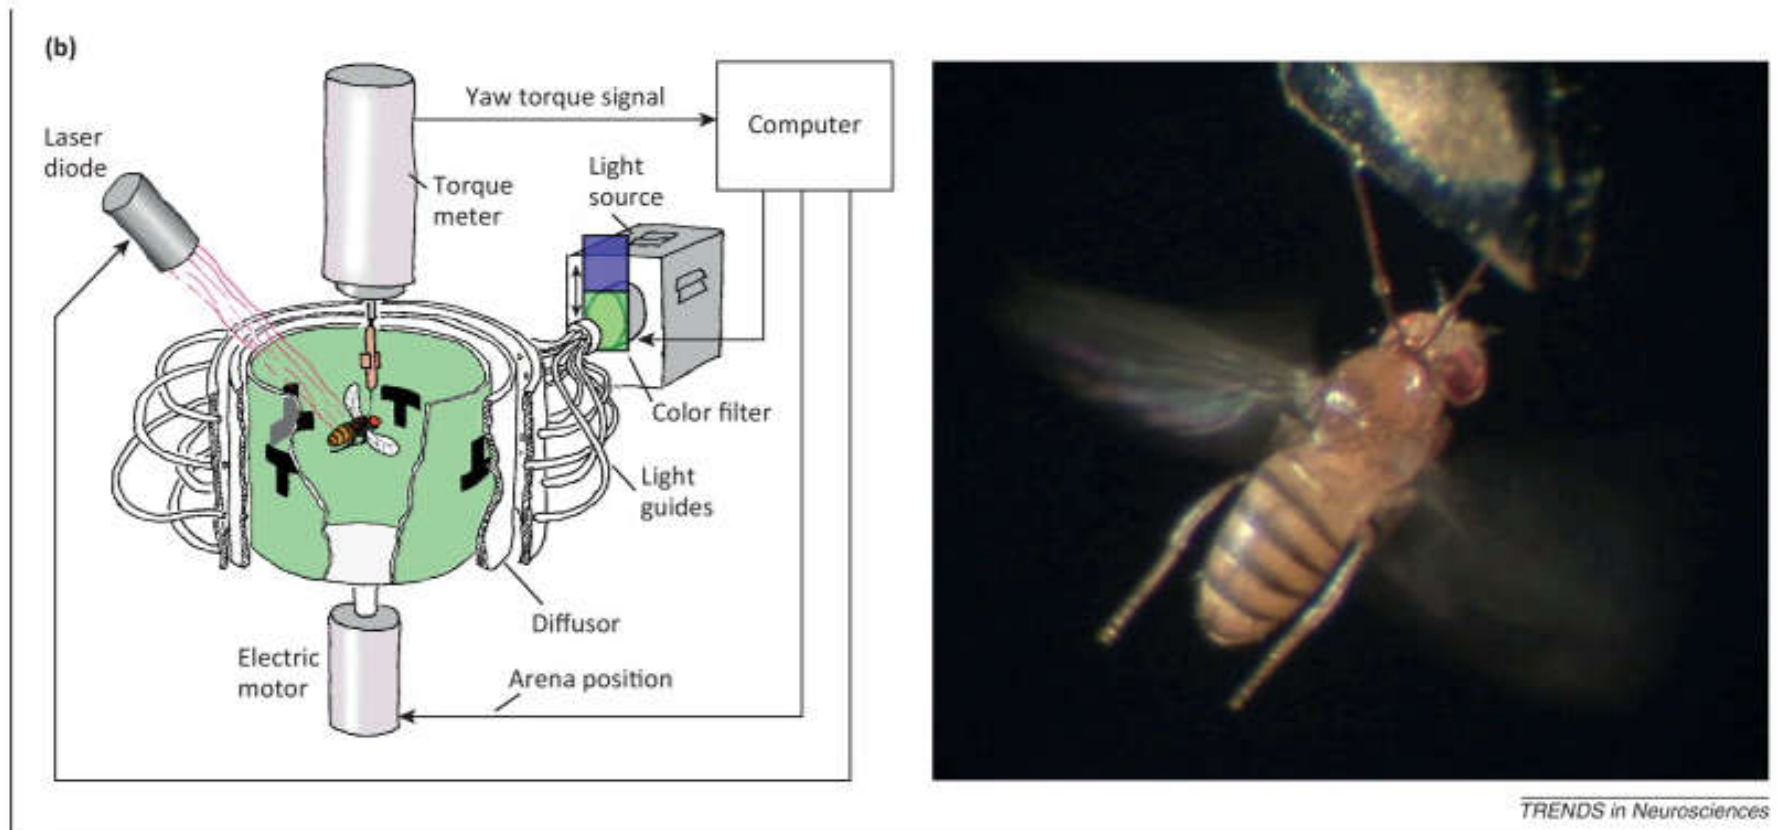 (b)
Yaw torque signal
Computer
Laser
diode
Light
source
Torque
meter
Color filter
Light
guides
Diffusor
Electric
motor
Arena position
TRENDS in Neurosciences